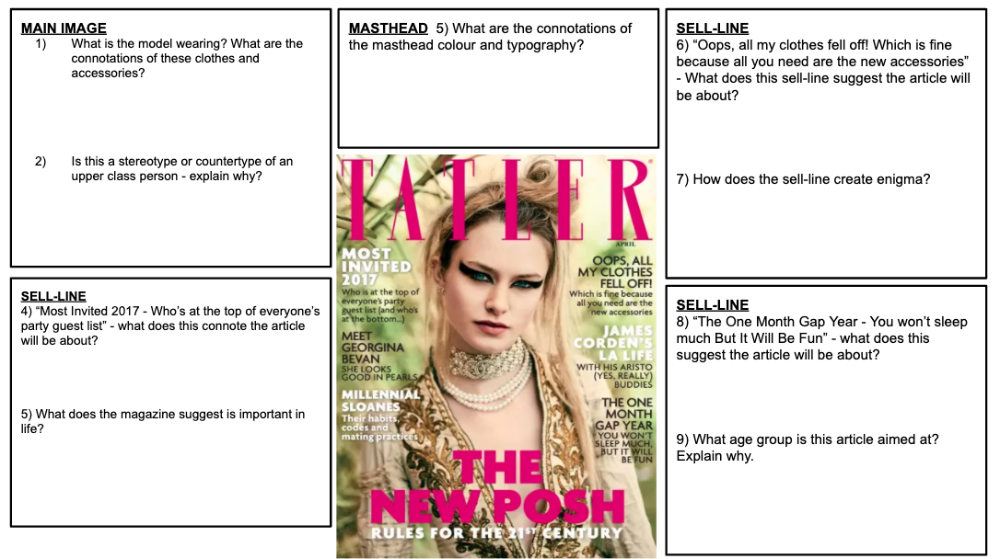 MAIN IMAGE
1) What is the model wearing? What are the
connotations of these clothes and
accessories?
2) Is this a stereotype or countertype of an
upper class person - explain why?
SELL-LINE
4) “Most Invited 2017 - Who’s at the top of everyone’s
party guest list” - what does this connote the article
will be about?
5) What does the magazine suggest is important in
life?
MASTHEAD 5) What are the connotations of
the masthead colour and typography?
TATLER
APRIL
MOST
INVITED
2017
Who is at the top of
everyone's party
guest list (and who's
at the bottom...)
MEET
GEORGINA
BEVAN
SHE LOOKS
GOOD IN PEARLS
MILLENNIAL
SLOANES
Their habits,
codes and
mating practices
OOPS, ALL
MY CLOTHES
FELL OFF!
Which is fine because
all you need are the
new accessories
JAMES
CORDEN'S
LA LIFE
WITH HIS ARISTO
(YES, REALLY)
BUDDIES
THE ONE
MONTH
GAP YEAR
YOU WON'T
SLEEP MUCH,
BUT IT WILL
BE FUN
THE
NEW POSH
RULES FOR THE 21ST CENTURY
SELL-LINE
6) “Oops, all my clothes fell off! Which is fine
because all you need are the new accessories”
- What does this sell-line suggest the article will
be about?
7) How does the sell-line create enigma?
SELL-LINE
8) “The One Month Gap Year - You won’t sleep
much But It Will Be Fun” - what does this
suggest the article will be about?
9) What age group is this article aimed at?
Explain why.